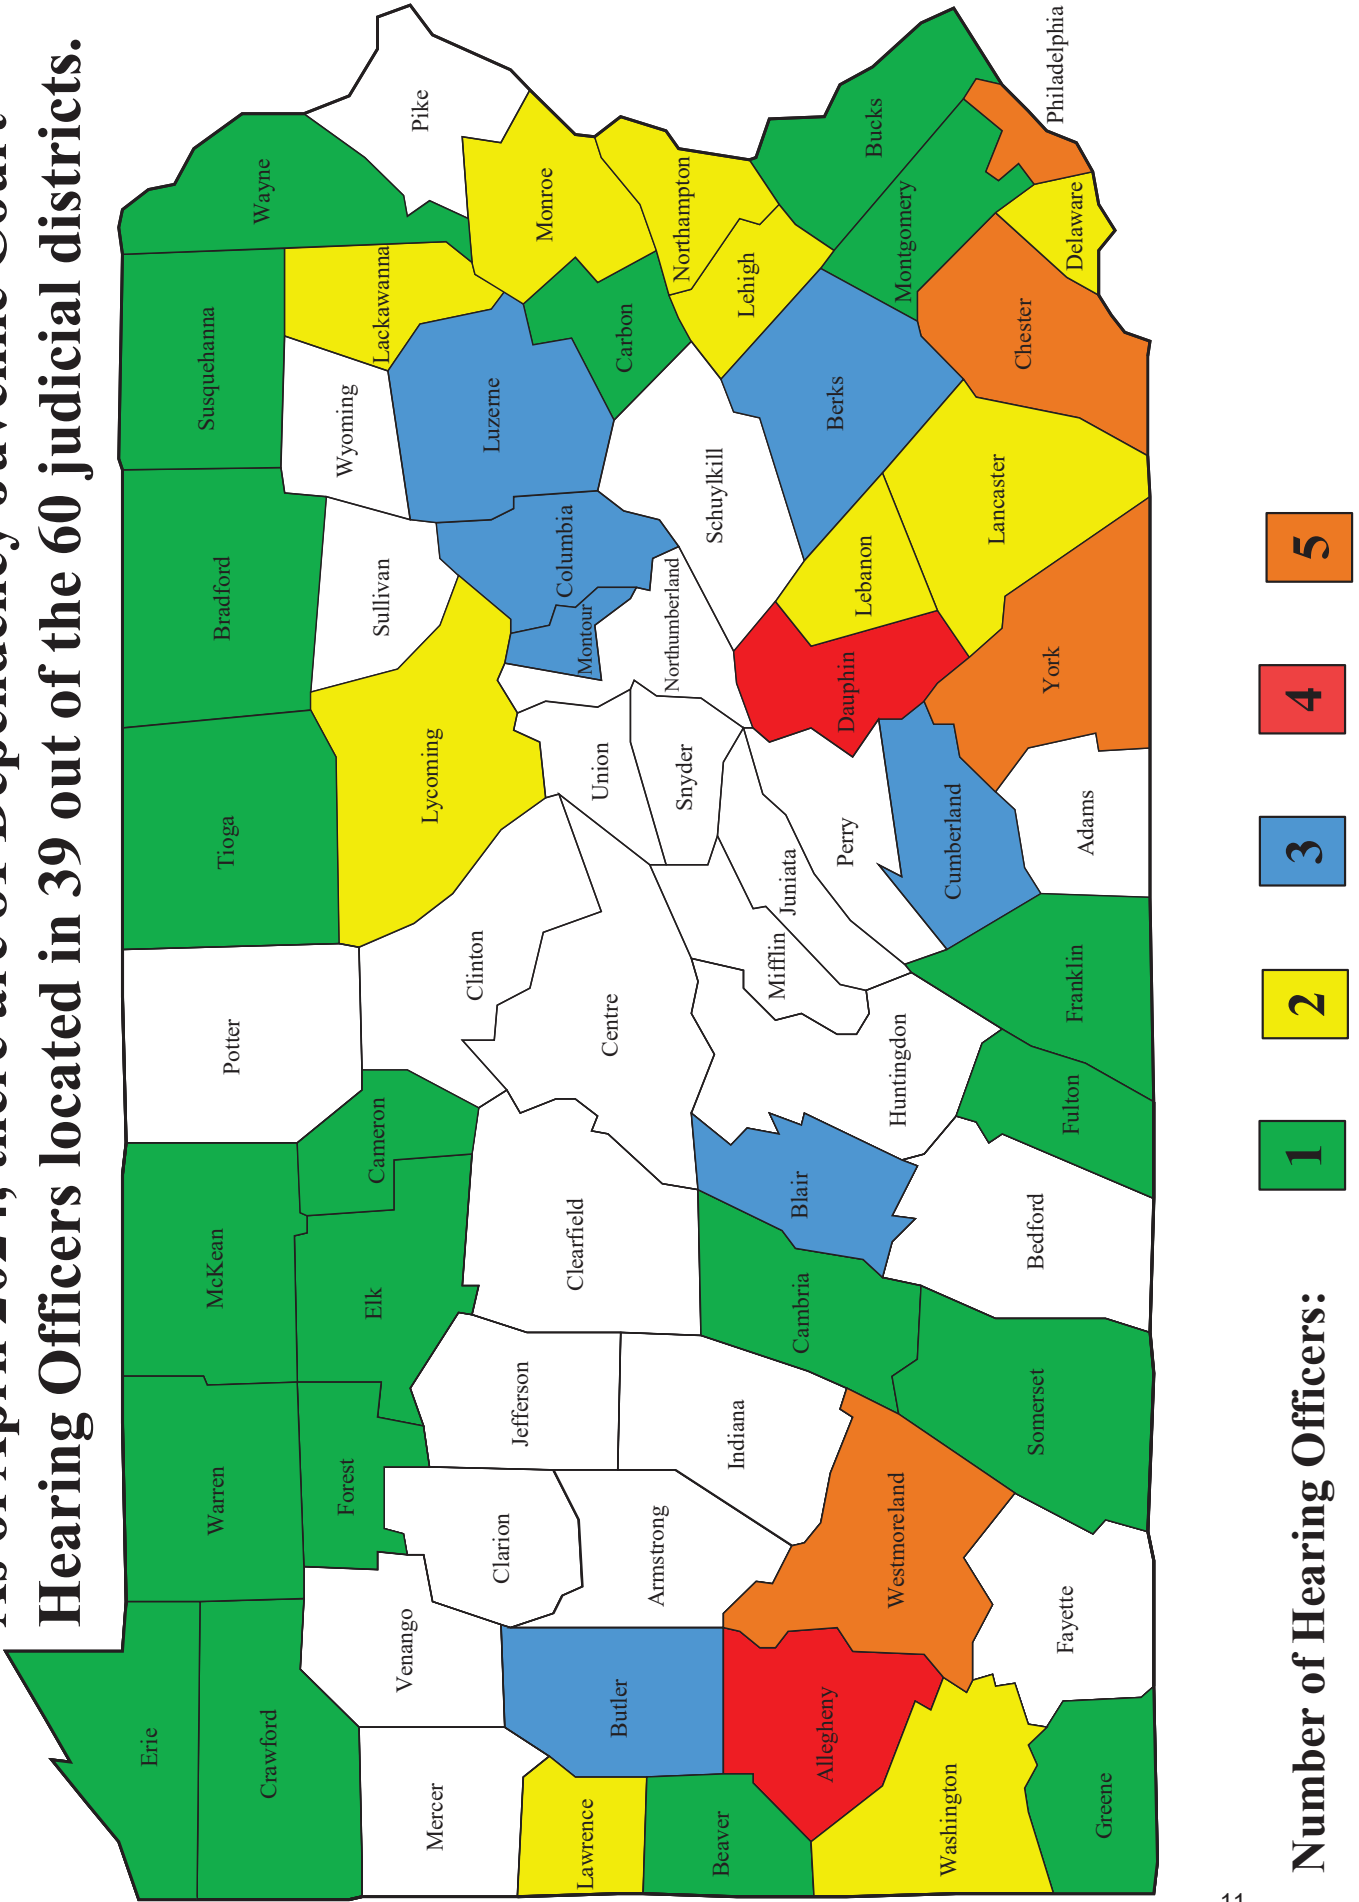 Hearing Officers located in 39 out of the 60 judicial districts.
Erie
Crawford
Warren
McKean
Potter
Tioga
Bradford
Susquehanna
Wayne
Pike
Forest
Elk
Cameron
Venango
Mercer
Clinton
Lycoming
Sullivan
Wyoming
Lackawanna
Luzerne
Monroe
Clarion
Jefferson
Clearfield
Centre
Union
Montour
Columbia
Carbon
Northampton
Lawrence
Butler
Armstrong
Indiana
Snyder
Northumberland
Schuylkill
Lehigh
Beaver
Allegheny
Cambria
Blair
Mifflin
Juniata
Perry
Dauphin
Lebanon
Berks
Bucks
Montgomery
Philadelphia
Washington
Westmoreland
Huntingdon
Cumberland
Lancaster
Chester
Delaware
Greene
Fayette
Somerset
Bedford
Fulton
Franklin
Adams
York
Number of Hearing Officers:
1
2
3
4
5
11